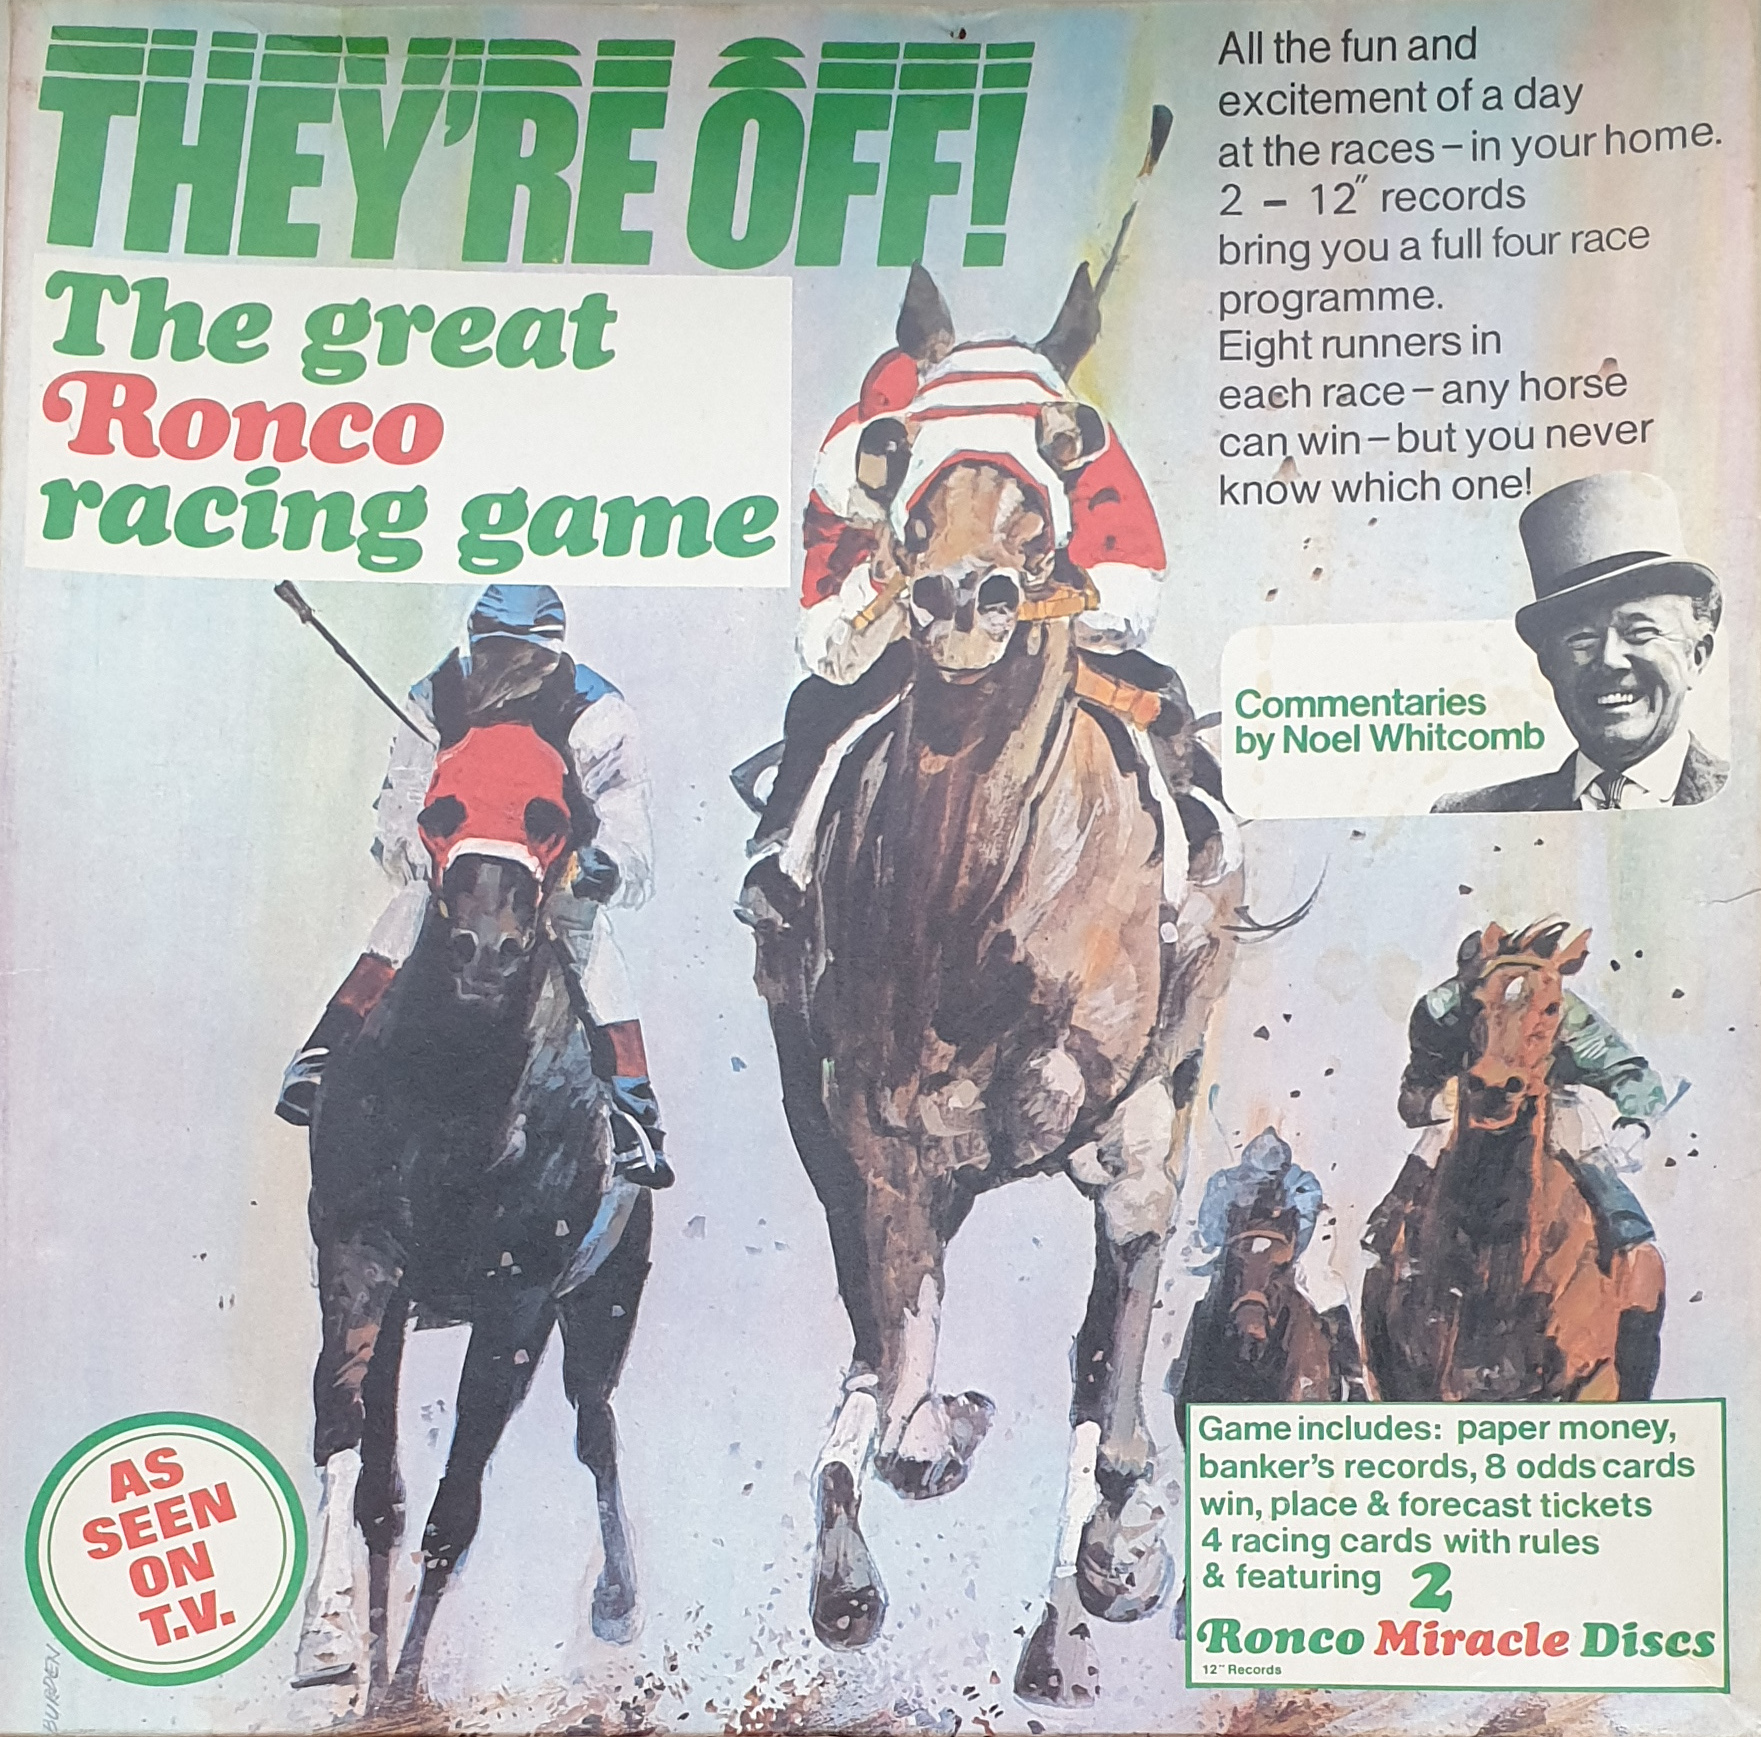 THEY'RE OFF!
The great
Ronco
racing game
All the fun and
excitement of a day
at the races – in your home.
2 – 12" records
bring you a full four race
programme.
Eight runners in
each race – any horse
can win – but you never
know which one!
Commentaries
by Noel Whitcomb
AS
SEEN
ON
T.V.
Game includes: paper money,
banker's records, 8 odds cards
win, place & forecast tickets
4 racing cards with rules
& featuring 2
Ronco Miracle Discs
12" Records
BURDEN